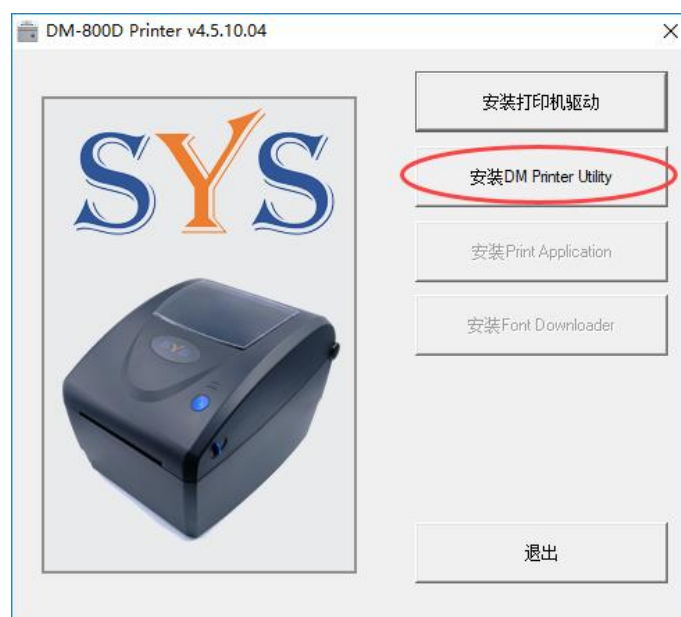 DM-800D Printer v4.5.10.04
SYS
SYS
安装打印机驱动
安装DM Printer Utility
安装Print Application
安装Font Downloader
退出